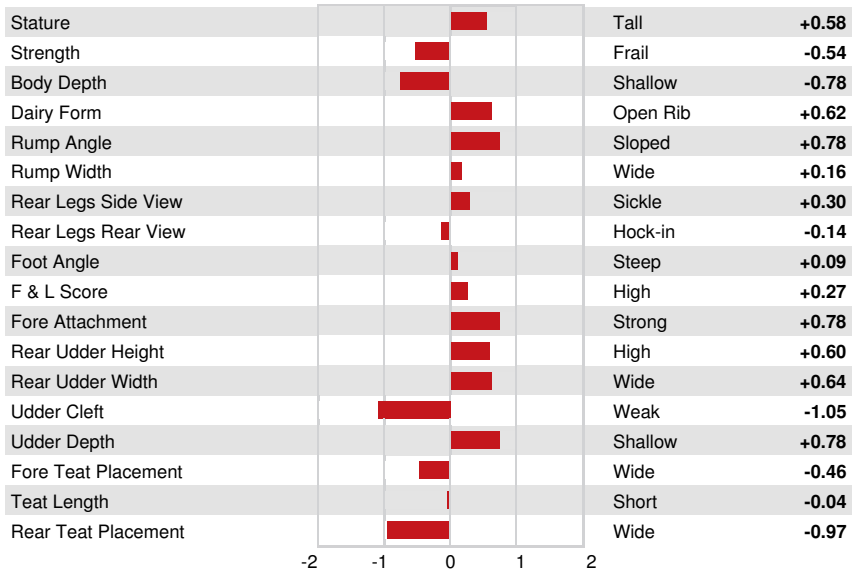 Stature Tall +0.58
Strength Frail -0.54
Body Depth Shallow -0.78
Dairy Form Open Rib +0.62
Rump Angle Sloped +0.78
Rump Width Wide +0.16
Rear Legs Side View Sickle +0.30
Rear Legs Rear View Hock-in -0.14
Foot Angle Steep +0.09
F & L Score High +0.27
Fore Attachment Strong +0.78
Rear Udder Height High +0.60
Rear Udder Width Wide +0.64
Udder Cleft Weak -1.05
Udder Depth Shallow +0.78
Fore Teat Placement Wide -0.46
Teat Length Short -0.04
Rear Teat Placement Wide -0.97
-2 -1 0 1 2